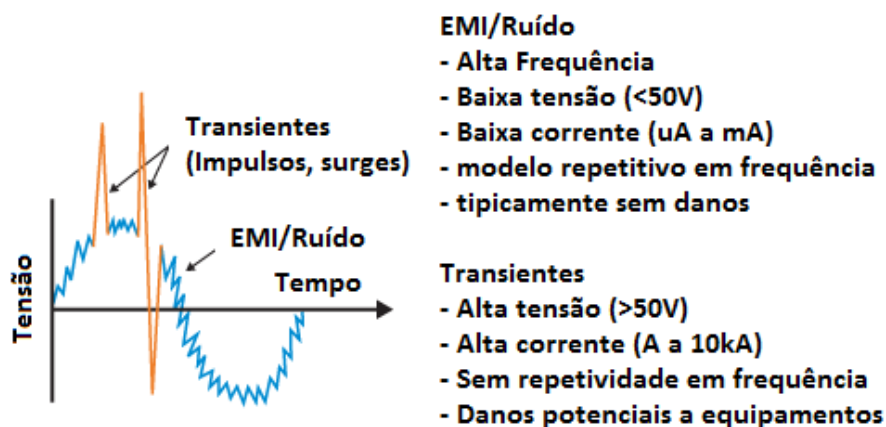 Transientes
(Impulsos, surges)
EMI/Ruído
Tempo
Tensão
EMI/Ruído
- Alta Frequência
- Baixa tensão (<50V)
- Baixa corrente (uA a mA)
- modelo repetitivo em frequência
- tipicamente sem danos
Transientes
- Alta tensão (>50V)
- Alta corrente (A a 10kA)
- Sem repetividade em frequência
- Danos potenciais a equipamentos